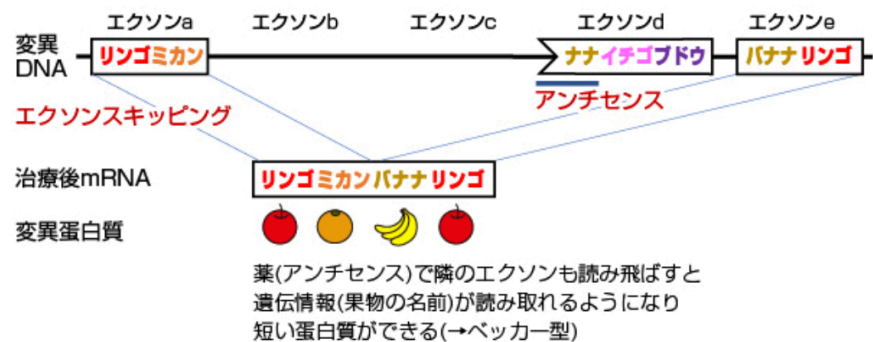 エクソンa エクソンb エクソンc エクソンd エクソンe
変異
DNA
リンゴミカン ナナイチゴブドウ バナナリンゴ
アンチセンス
エクソンスキッピング
治療後mRNA リンゴミカンバナナリンゴ
変異蛋白質
薬(アンチセンス)で隣のエクソンも読み飛ばすと
遺伝情報(果物の名前)が読み取れるようになり
短い蛋白質ができる(→ベッカー型)